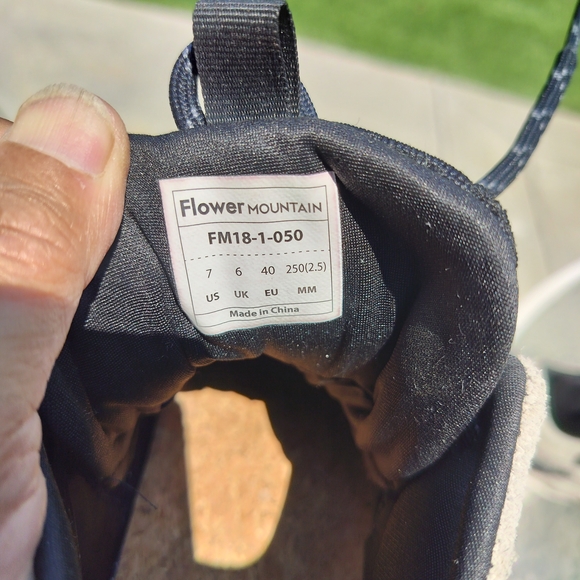 Flower MOUNTAIN
FM18-1-050
7 6 40 250(2.5)
US UK EU MM
Made in China